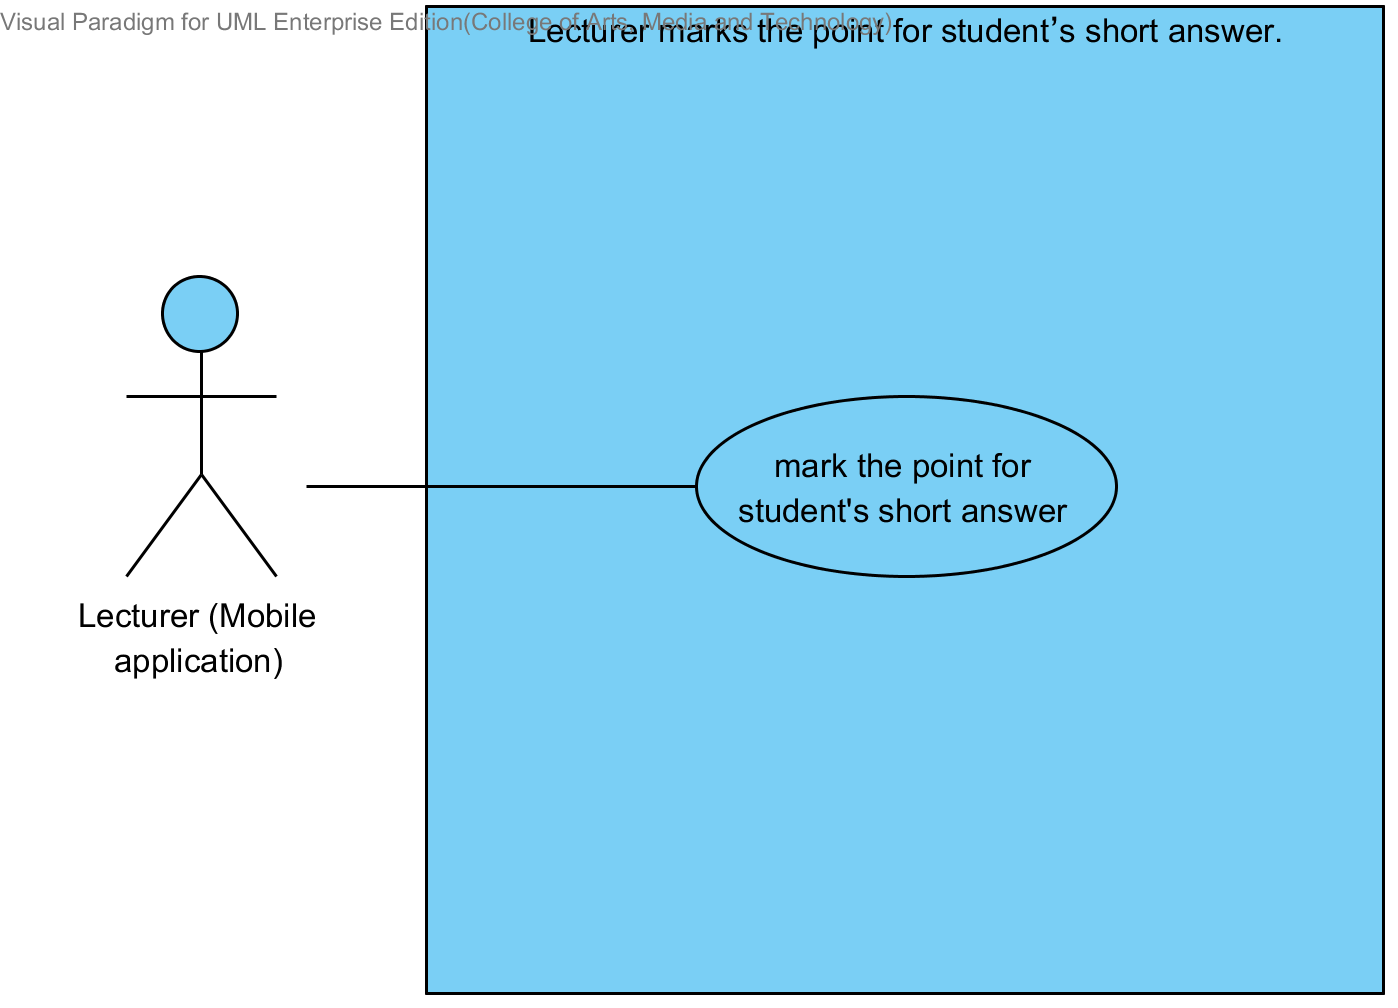 Visual Paradigm for UML Enterprise Edition(College of Arts, Media and Technology)
Lecturer marks the point for student’s short answer.
mark the point for
student's short answer
Lecturer (Mobile
application)